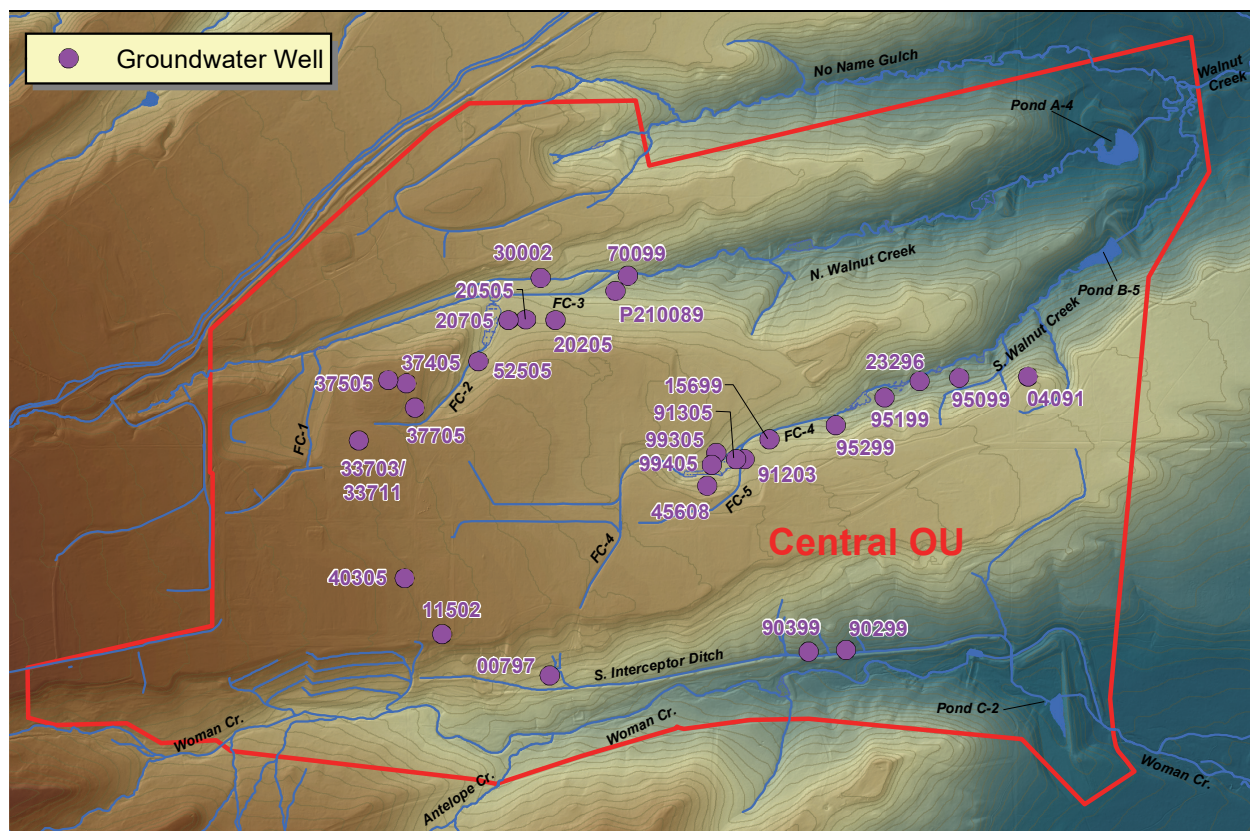 Groundwater Well
No Name Gulch
Walnut
Creek
Pond A-4
30002
70099
20505
FC-3
N. Walnut Creek
Pond B-5
20705
P210089
20205
37405
52505
37505
23296
S. Walnut Creek
15699
FC-2
91305
95199
95099
04091
37705
FC-1
99305
FC-4
95299
33703/
33711
99405
91203
45608
FC-5
Central OU
FC-4
40305
11502
90399
90299
00797
S. Interceptor Ditch
Pond C-2
Woman Cr.
Woman Cr.
Antelope Cr.
Woman Cr.